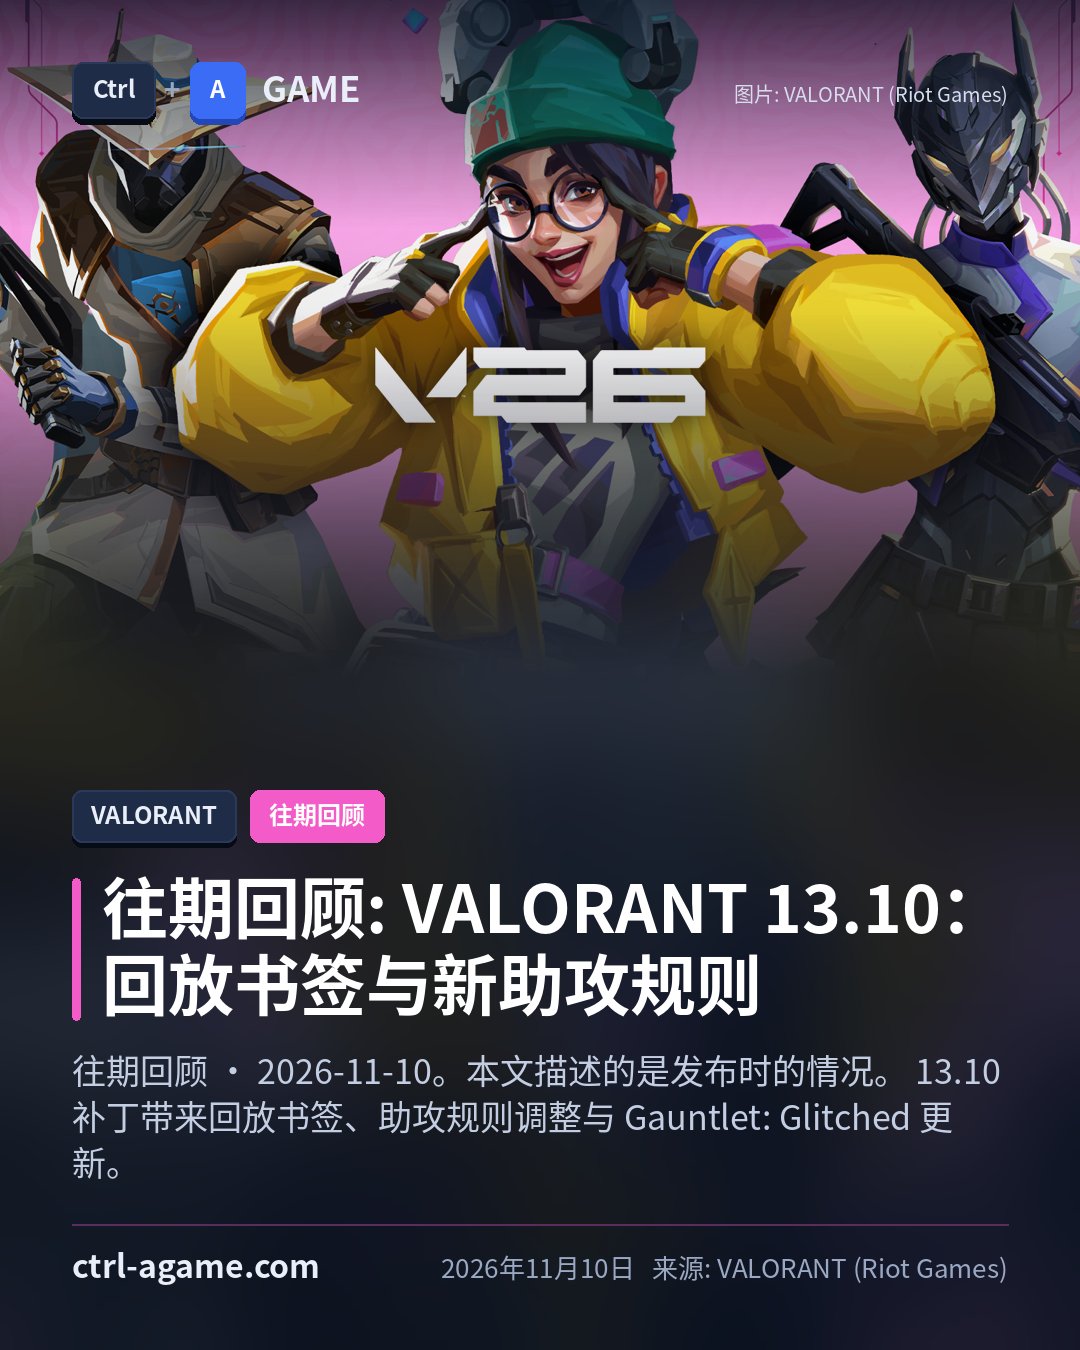 Ctrl + A GAME
图片: VALORANT (Riot Games)
V26
VALORANT
往期回顾
往期回顾: VALORANT 13.10：
回放书签与新助攻规则
往期回顾 · 2026-11-10。本文描述的是发布时的情况。 13.10
补丁带来回放书签、助攻规则调整与 Gauntlet: Glitched 更
新。
ctrl-agame.com
2026年11月10日 来源: VALORANT (Riot Games)